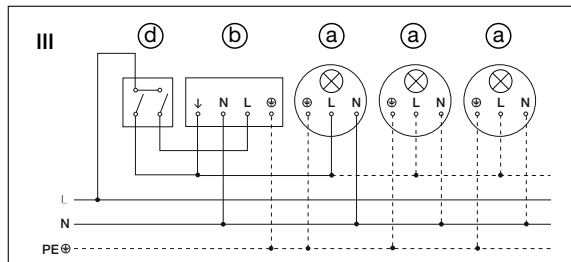 III
d b a a a
↓ N L ⏚ ⏚ L N ⏚ L N ⏚ L N
L
N
PE ⏚